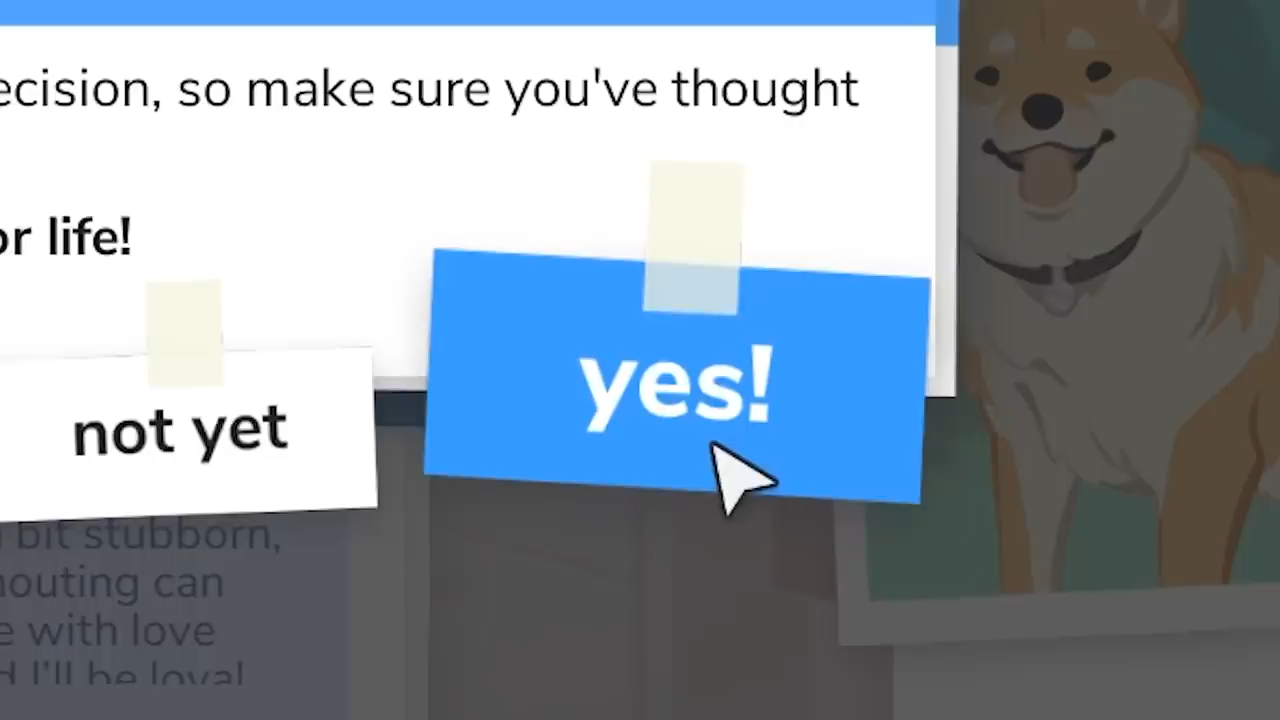 ecision, so make sure you've thought
or life!
yes!
not yet
bit stubborn,
houting can
e with love
d I'll be loyal